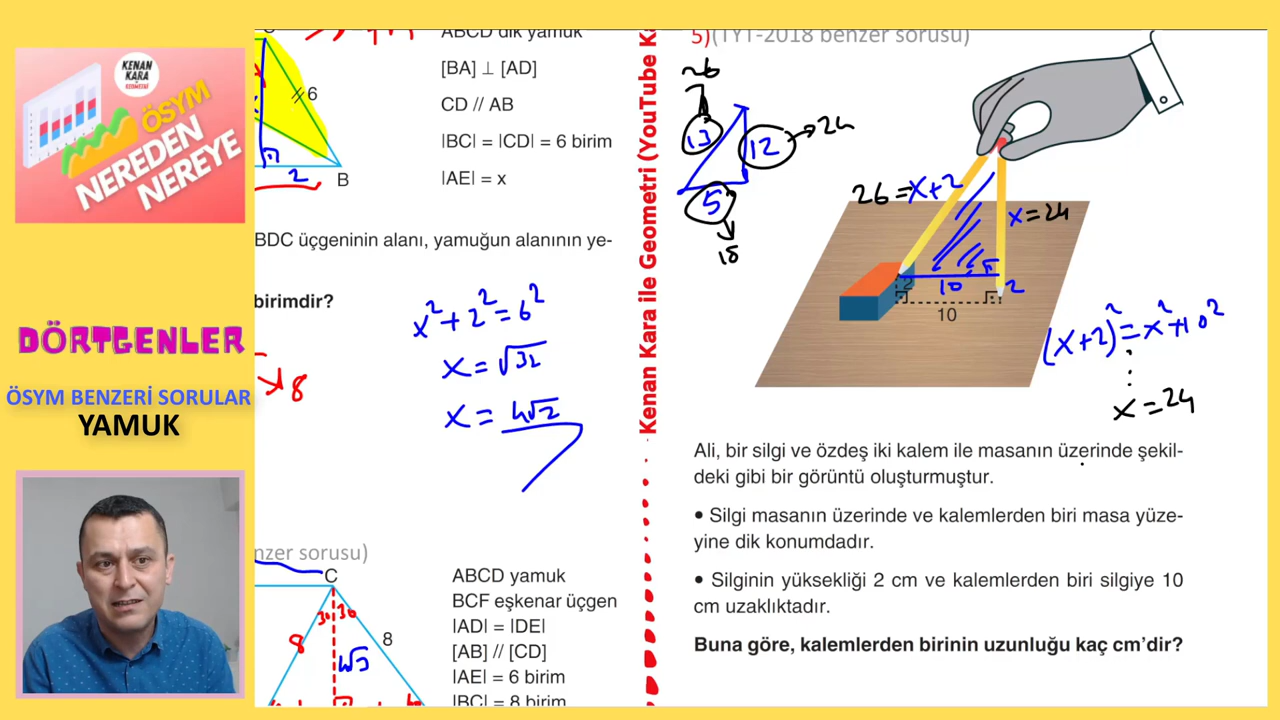 KENAN
KARA
ÖSYM
NEREDEN
NEREYE
DÖRTGENLER
ÖSYM BENZERİ SORULAR
YAMUK
6
2
B
ABCD dik yamuk
[BA] ⊥ [AD]
CD // AB
|BC| = |CD| = 6 birim
|AE| = x
BDC üçgeninin alanı, yamuğun alanının ye-
birimdir?
8
x² + 2² = 6²
x = √32
x = 4√2
nzer sorusu)
C
30 30
8
8
4√3
ABCD yamuk
BCF eşkenar üçgen
|AD| = |DE|
[AB] // [CD]
|AE| = 6 birim
|BC| = 8 birim
Kenan Kara ile Geometri (YouTube Ka
5)(TYT-2018 benzer sorusu)
26
13
12 → 24
5
26 = x+2
x = 24
2
10
2
10
(x+2)² = x² + 10²
x = 24
Ali, bir silgi ve özdeş iki kalem ile masanın üzerinde şekil-
deki gibi bir görüntü oluşturmuştur.
• Silgi masanın üzerinde ve kalemlerden biri masa yüze-
yine dik konumdadır.
• Silginin yüksekliği 2 cm ve kalemlerden biri silgiye 10
cm uzaklıktadır.
Buna göre, kalemlerden birinin uzunluğu kaç cm'dir?